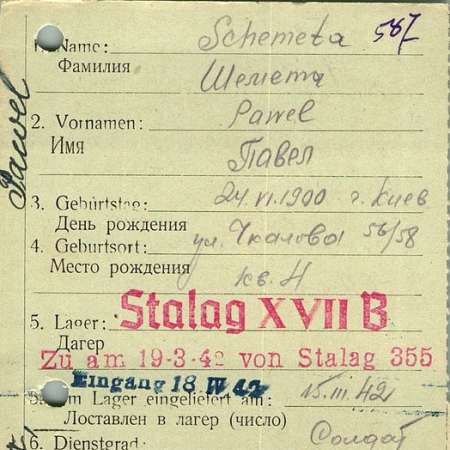 1. Name: Schemeta 587
Фамилия Шемета
Pawel
2. Vornamen: Pawel
Имя Павел
3. Geburtstag: 24.VI.1900 г. Киев
День рождения
4. Geburtsort: ул. Чкалова 56/58
Место рождения кв. 4
Stalag XVII B
5. Lager:
Лагер
Zu am 19-3-42 von Stalag 355
Eingang 18. IV 42
Lager eingeliefert am: 15.III.42
Доставлен в лагер (число)
6. Dienstgrad: Солдат